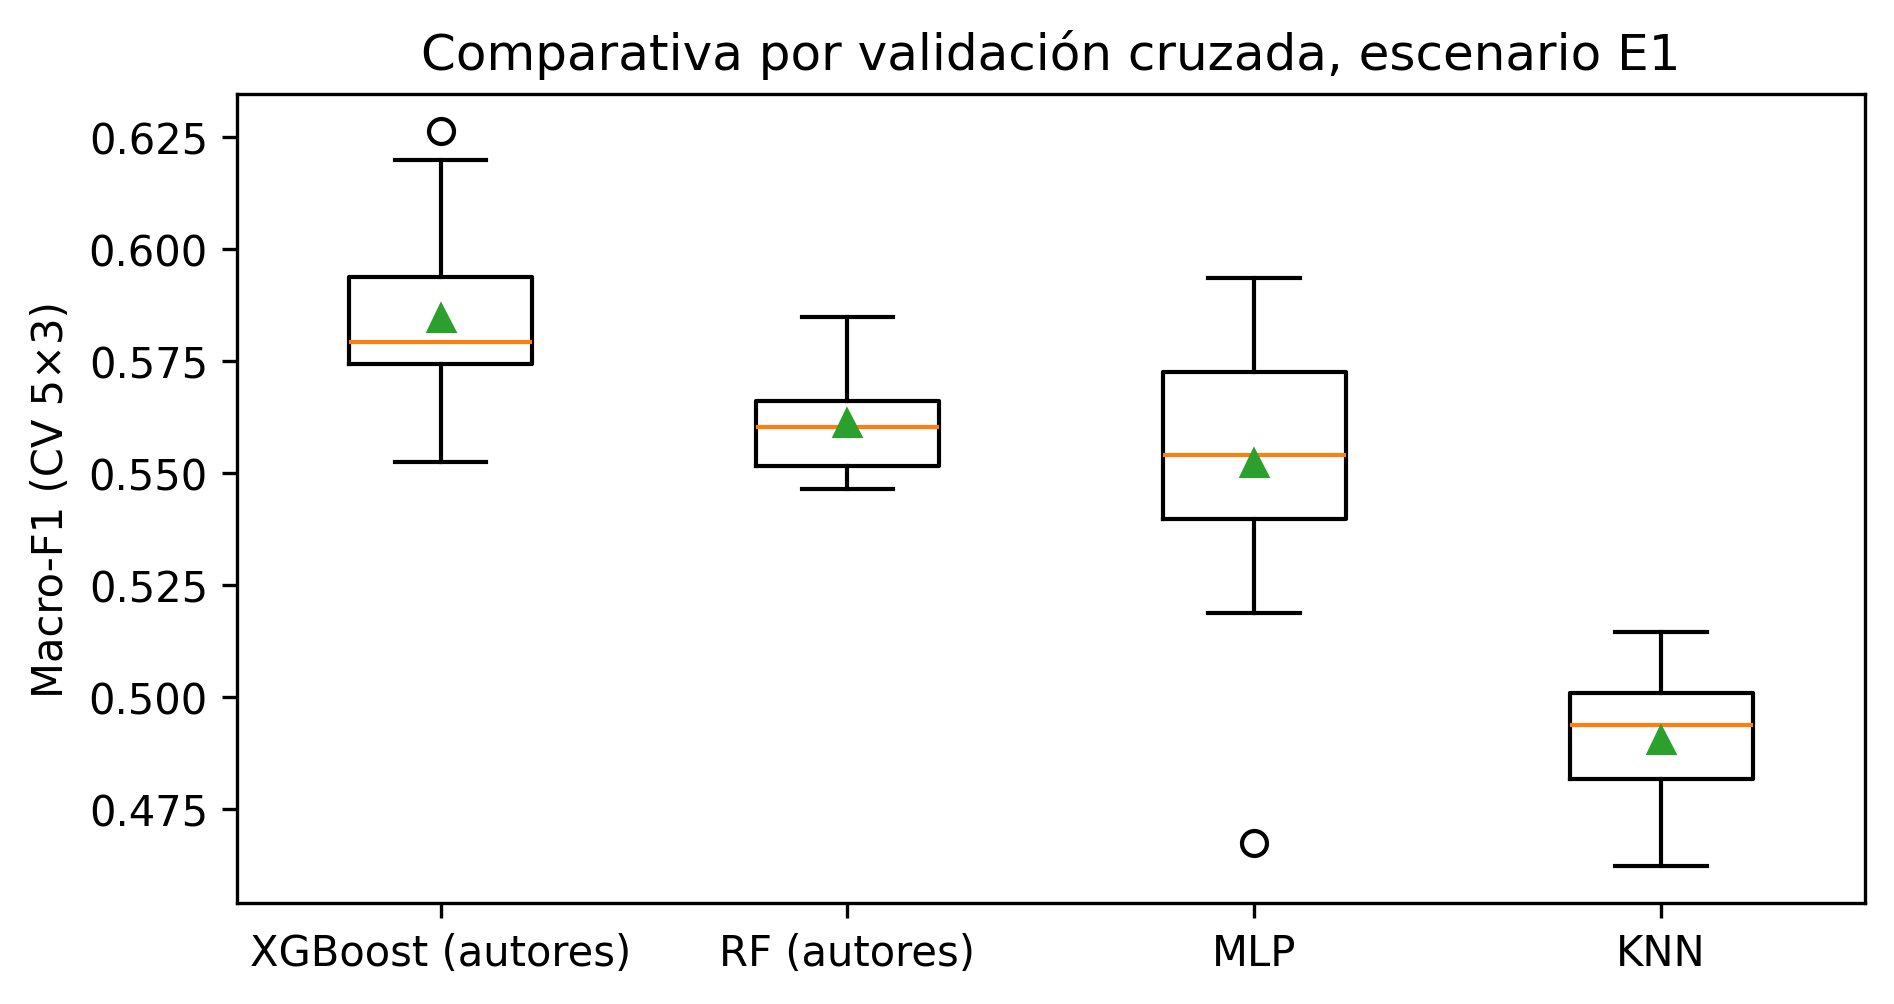 Comparativa por validación cruzada, escenario E1
Macro-F1 (CV 5×3)
0.625
0.600
0.575
0.550
0.525
0.500
0.475
XGBoost (autores)
RF (autores)
MLP
KNN